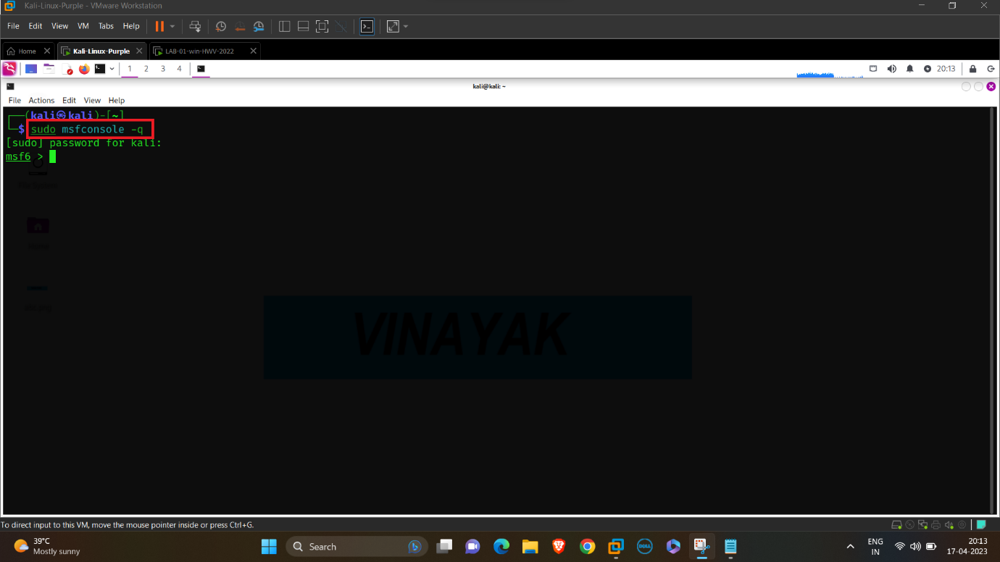 Kali-Linux-Purple - VMware Workstation
File Edit View VM Tabs Help
Home Kali-Linux-Purple LAB-01-win-HWV-2022
1 2 3 4 20:13
kali@kali: ~
File Actions Edit View Help
┌──(kali㉿kali)-[~]
└─$ sudo msfconsole -q
[sudo] password for kali:
msf6 >
Home
VINAYAK
To direct input to this VM, move the mouse pointer inside or press Ctrl+G.
39°C
Mostly sunny
Search
DELL
ENG
IN
20:13
17-04-2023